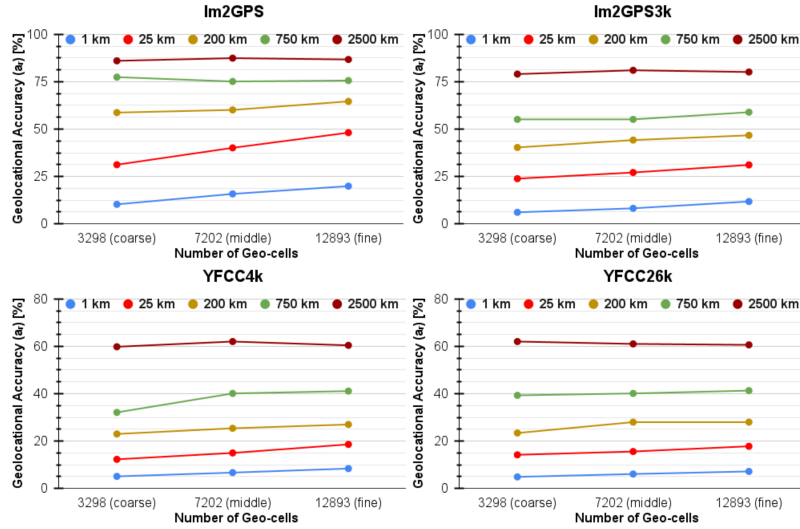 Im2GPS
Geolocational Accuracy (aᵣ) [%]
100
75
50
25
0
1 km 25 km 200 km 750 km 2500 km
3298 (coarse) 7202 (middle) 12893 (fine)
Number of Geo-cells
Im2GPS3k
Geolocational Accuracy (aᵣ) [%]
100
75
50
25
0
1 km 25 km 200 km 750 km 2500 km
3298 (coarse) 7202 (middle) 12893 (fine)
Number of Geo-cells
YFCC4k
Geolocational Accuracy (aᵣ) [%]
80
60
40
20
0
1 km 25 km 200 km 750 km 2500 km
3298 (coarse) 7202 (middle) 12893 (fine)
Number of Geo-cells
YFCC26k
Geolocational Accuracy (aᵣ) [%]
80
60
40
20
0
1 km 25 km 200 km 750 km 2500 km
3298 (coarse) 7202 (middle) 12893 (fine)
Number of Geo-cells